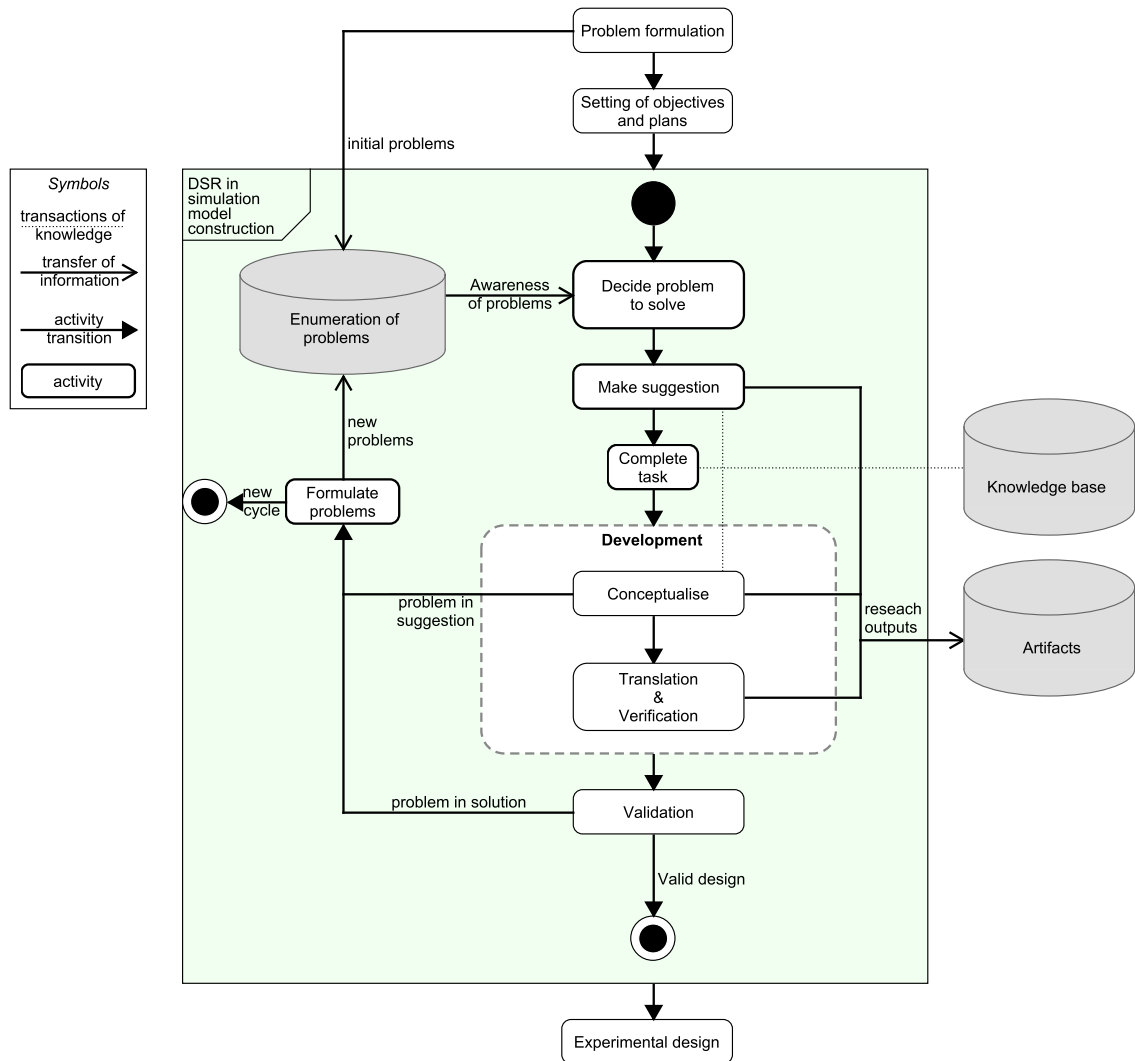 Problem formulation
Setting of objectives
and plans
initial problems
Symbols
transactions of
knowledge
transfer of
information
activity
transition
activity
DSR in
simulation
model
construction
Enumeration of
problems
Awareness
of problems
Decide problem
to solve
Make suggestion
new
problems
Complete
task
Knowledge base
new
cycle
Formulate
problems
Development
problem in
suggestion
Conceptualise
reseach
outputs
Artifacts
Translation
&
Verification
problem in solution
Validation
Valid design
Experimental design